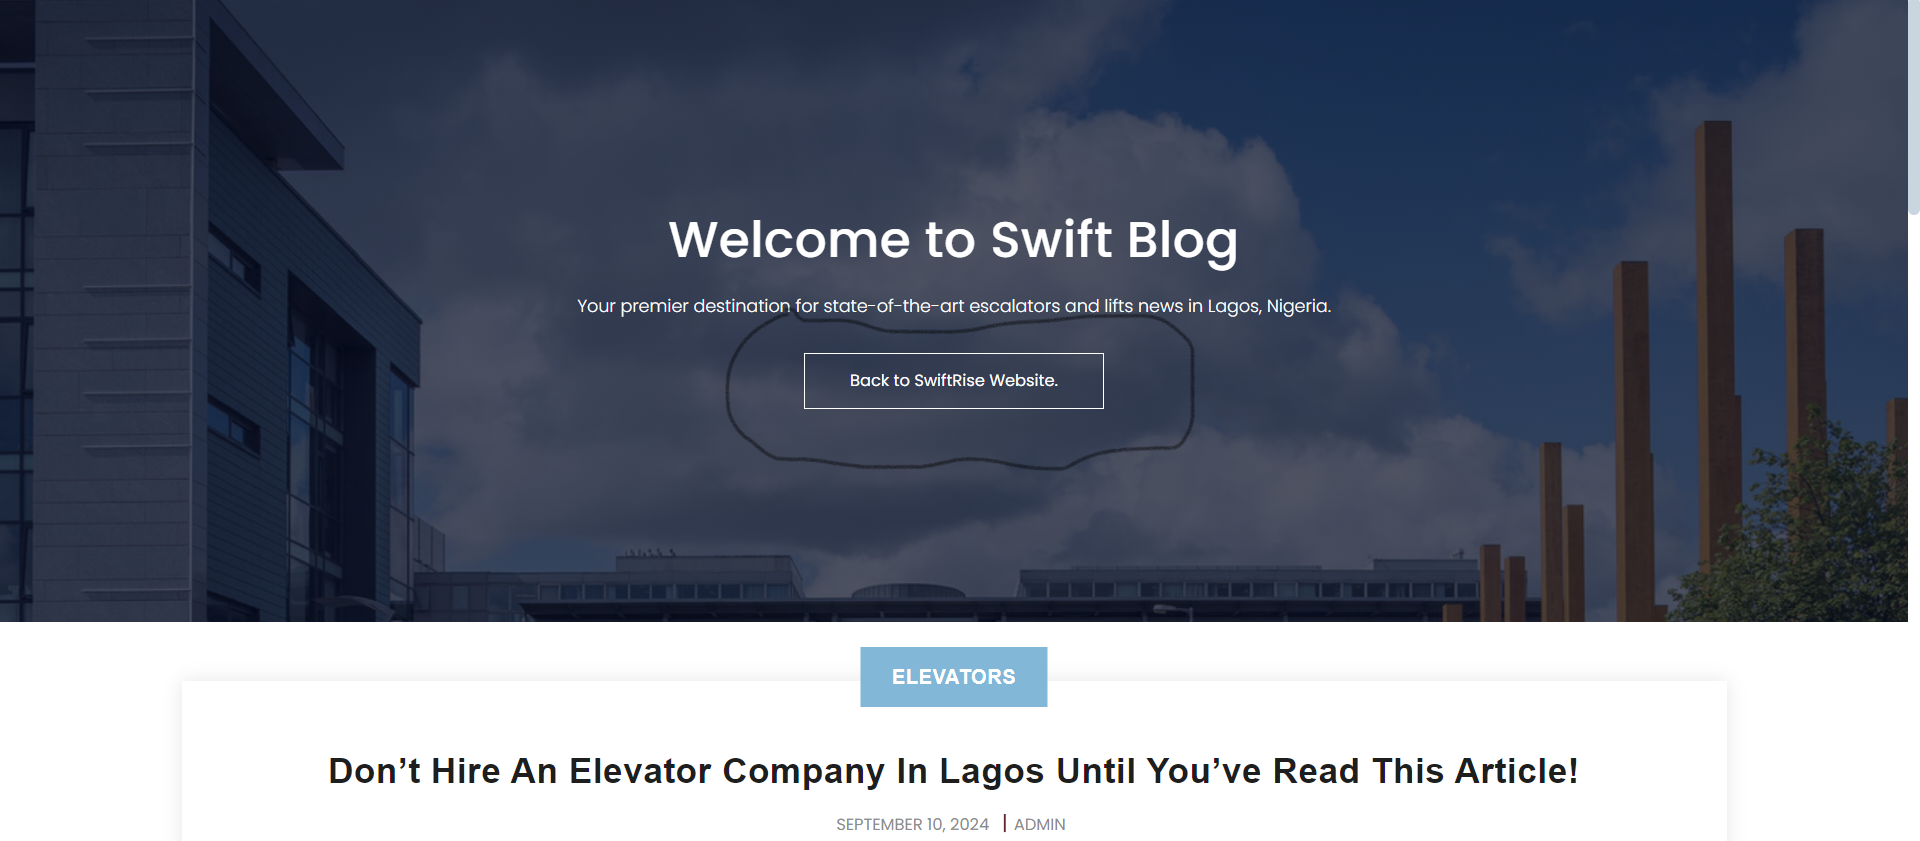 Welcome to Swift Blog
Your premier destination for state-of-the-art escalators and lifts news in Lagos, Nigeria.
Back to SwiftRise Website.
ELEVATORS
Don’t Hire An Elevator Company In Lagos Until You’ve Read This Article!
SEPTEMBER 10, 2024 | ADMIN